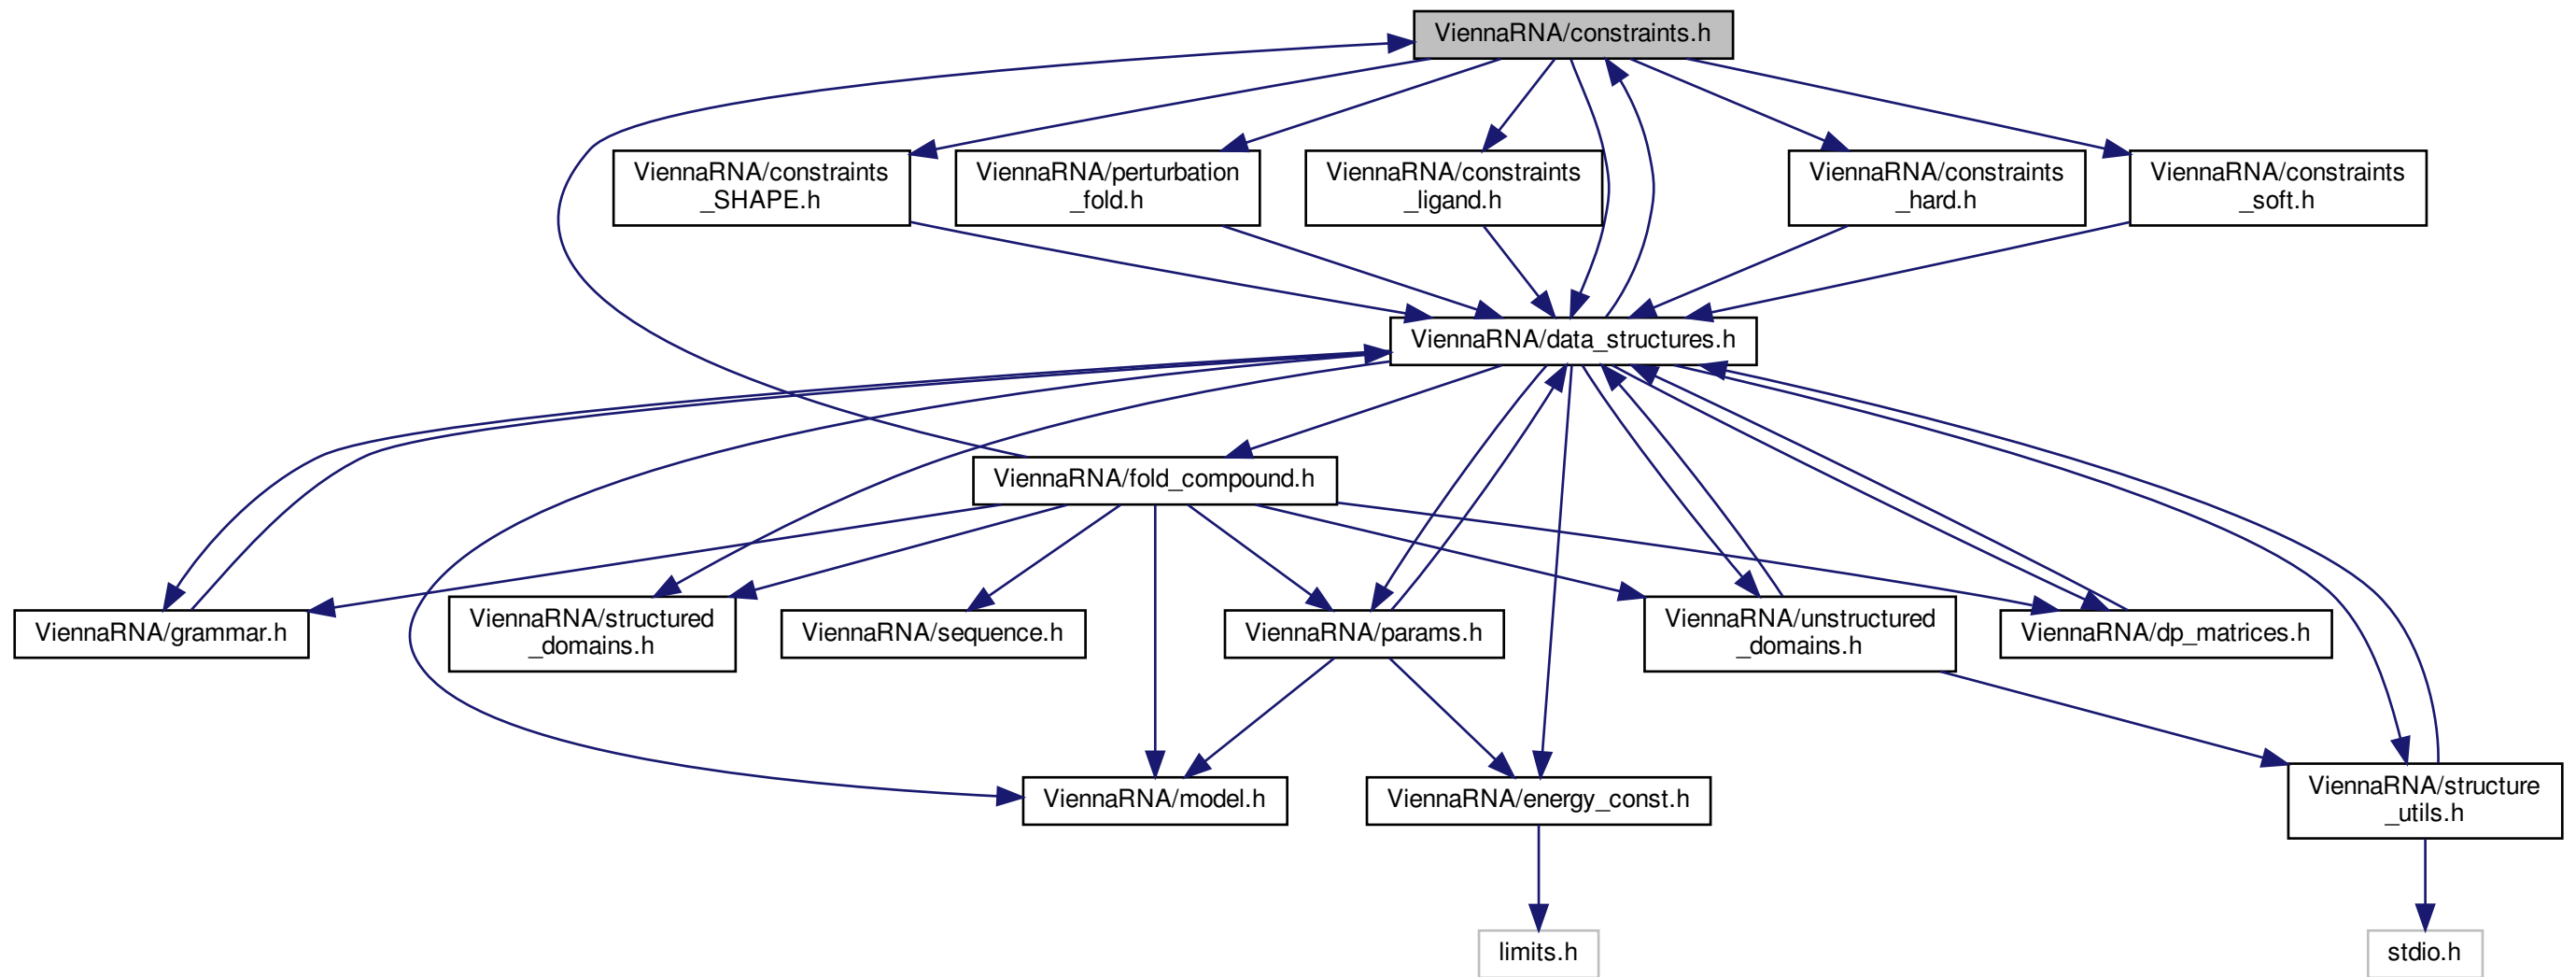 ViennaRNA/constraints.h
ViennaRNA/constraints
_SHAPE.h
ViennaRNA/perturbation
_fold.h
ViennaRNA/constraints
_ligand.h
ViennaRNA/constraints
_hard.h
ViennaRNA/constraints
_soft.h
ViennaRNA/data_structures.h
ViennaRNA/fold_compound.h
ViennaRNA/grammar.h
ViennaRNA/structured
_domains.h
ViennaRNA/sequence.h
ViennaRNA/params.h
ViennaRNA/unstructured
_domains.h
ViennaRNA/dp_matrices.h
ViennaRNA/model.h
ViennaRNA/energy_const.h
ViennaRNA/structure
_utils.h
limits.h
stdio.h